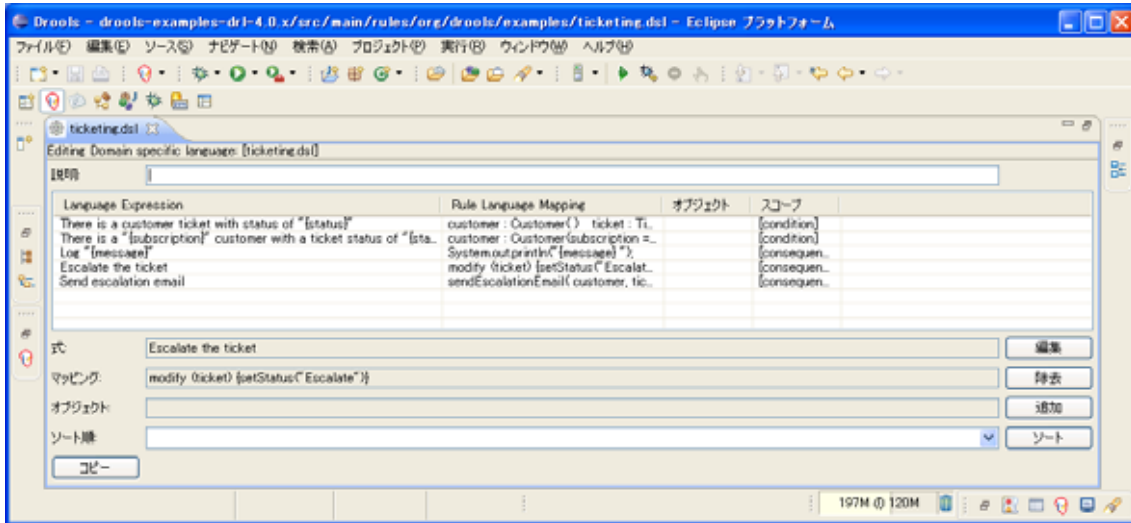 Drools - drools-examples-drl-4.0.x/src/main/rules/org/drools/examples/ticketing.dsl - Eclipse プラットフォーム
ファイル(F) 編集(E) ソース(S) ナビゲート(N) 検索(A) プロジェクト(P) 実行(R) ウィンドウ(W) ヘルプ(H)
ticketing.dsl
Editing Domain specific language: [ticketing.dsl]
説明:
Language Expression Rule Language Mapping オブジェクト スコープ
There is a customer ticket with status of "{status}" customer : Customer( ) ticket : Ti... [condition]
There is a "{subscription}" customer with a ticket status of "{sta... customer : Customer(subscription =... [condition]
Log "{message}" System.out.println("{message} "); [consequen...
Escalate the ticket modify (ticket) {setStatus("Escalat... [consequen...
Send escalation email sendEscalationEmail( customer, tic... [consequen...
式: Escalate the ticket 編集
マッピング: modify (ticket) {setStatus("Escalate")} 除去
オブジェクト: 追加
ソート順: ソート
コピー
197M の 120M